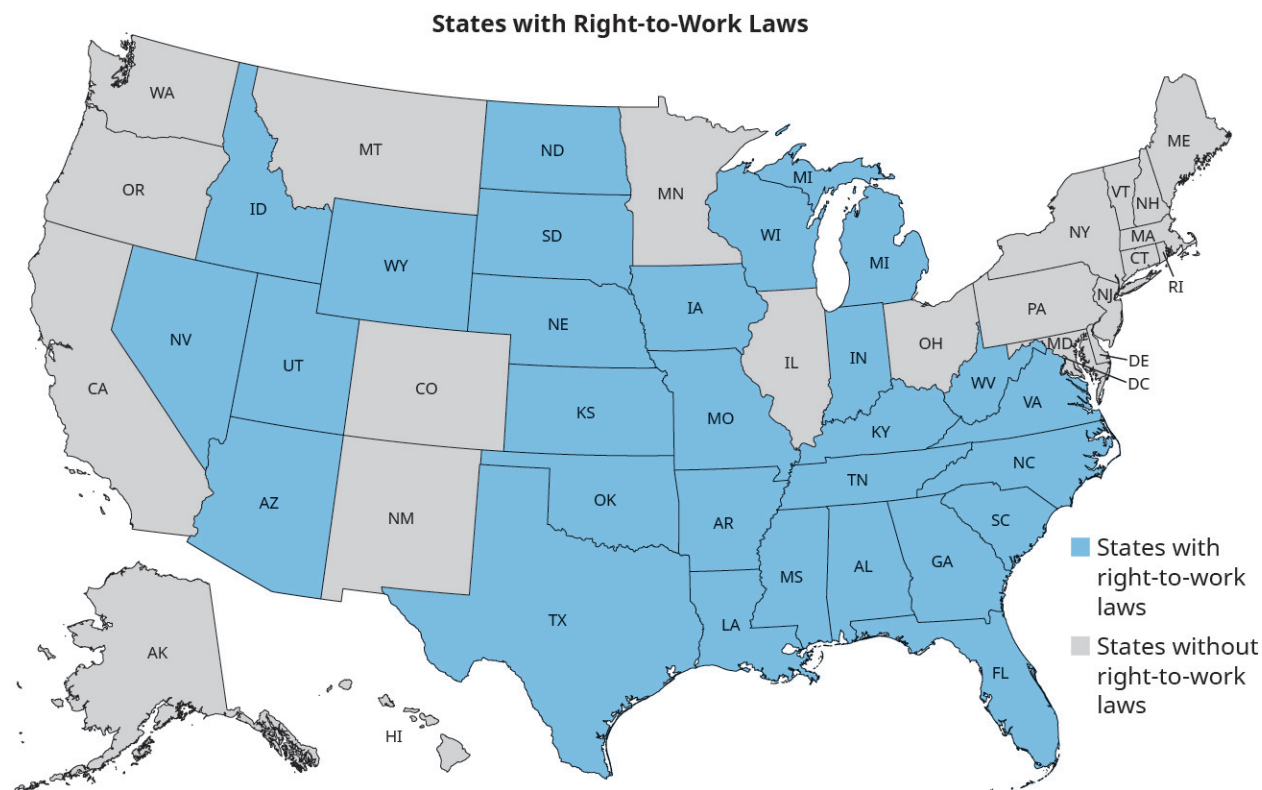 States with Right-to-Work Laws
WA
MT
ND
MN
OR
ID
SD
WI
MI
MI
ME
VT
NH
NY
MA
CT
RI
WY
IA
NE
PA
NJ
NV
UT
CO
IL
IN
OH
MD
DE
DC
CA
KS
MO
WV
VA
KY
AZ
NM
OK
AR
TN
NC
SC
MS
AL
GA
TX
LA
FL
AK
HI
States with
right-to-work
laws
States without
right-to-work
laws